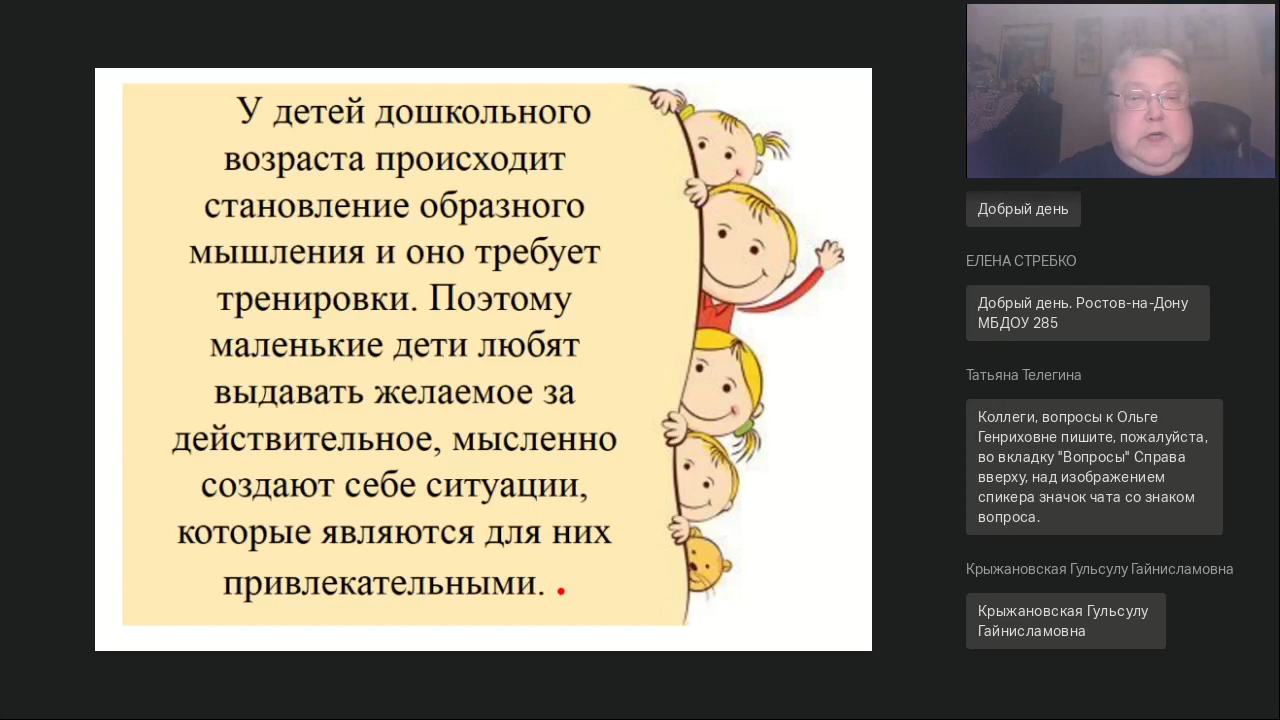 У детей дошкольного
возраста происходит
становление образного
мышления и оно требует
тренировки. Поэтому
маленькие дети любят
выдавать желаемое за
действительное, мысленно
создают себе ситуации,
которые являются для них
привлекательными. .
Добрый день
ЕЛЕНА СТРЕБКО
Добрый день. Ростов-на-Дону
МБДОУ 285
Татьяна Телегина
Коллеги, вопросы к Ольге
Генриховне пишите, пожалуйста,
во вкладку "Вопросы" Справа
вверху, над изображением
спикера значок чата со знаком
вопроса.
Крыжановская Гульсулу Гайнисламовна
Крыжановская Гульсулу
Гайнисламовна